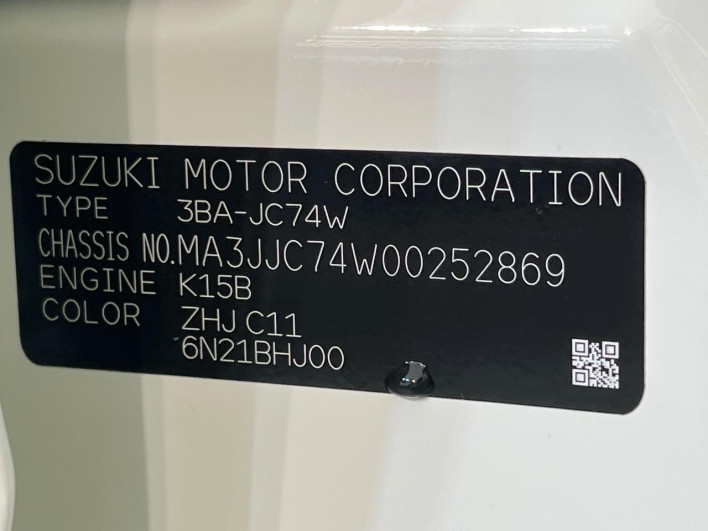 SUZUKI MOTOR CORPORATION
TYPE 3BA-JC74W
CHASSIS NO.MA3JJC74W00252869
ENGINE K15B
COLOR ZHJ C11
6N21BHJ00